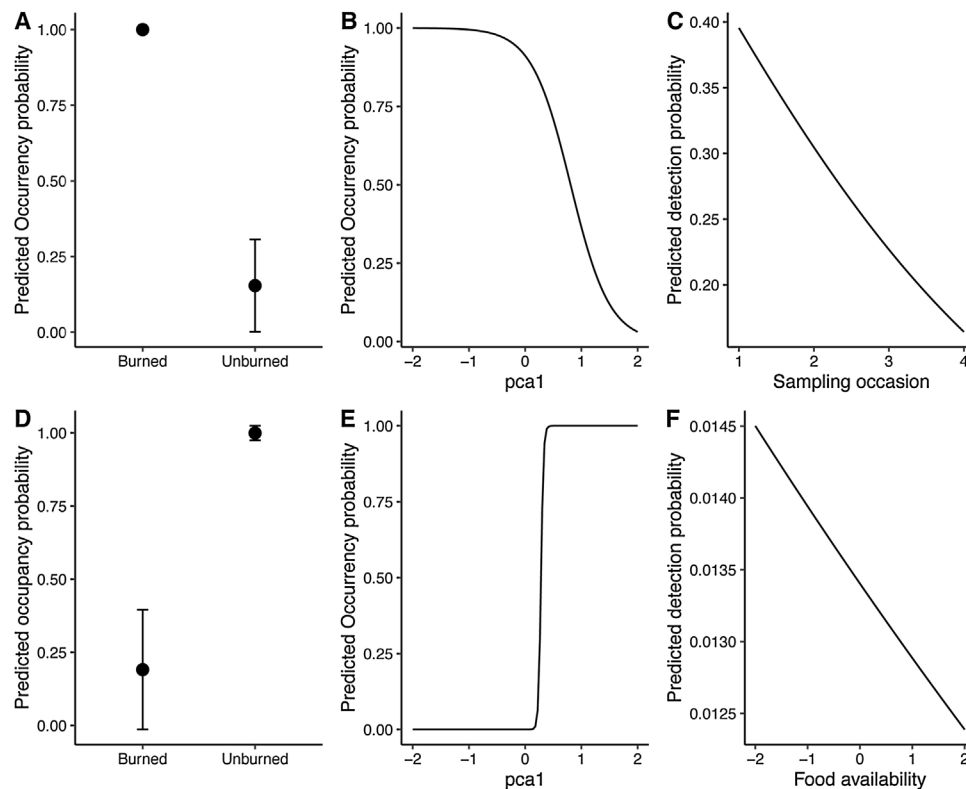 A
Predicted Occurrency probability
1.00
0.75
0.50
0.25
0.00
Burned
Unburned
B
Predicted Occurrency probability
1.00
0.75
0.50
0.25
0.00
−2
−1
0
1
2
pca1
C
Predicted detection probability
0.40
0.35
0.30
0.25
0.20
1
2
3
4
Sampling occasion
D
Predicted occupancy probability
1.00
0.75
0.50
0.25
0.00
Burned
Unburned
E
Predicted Occurrency probability
1.00
0.75
0.50
0.25
0.00
−2
−1
0
1
2
pca1
F
Predicted detection probability
0.0145
0.0140
0.0135
0.0130
0.0125
−2
−1
0
1
2
Food availability